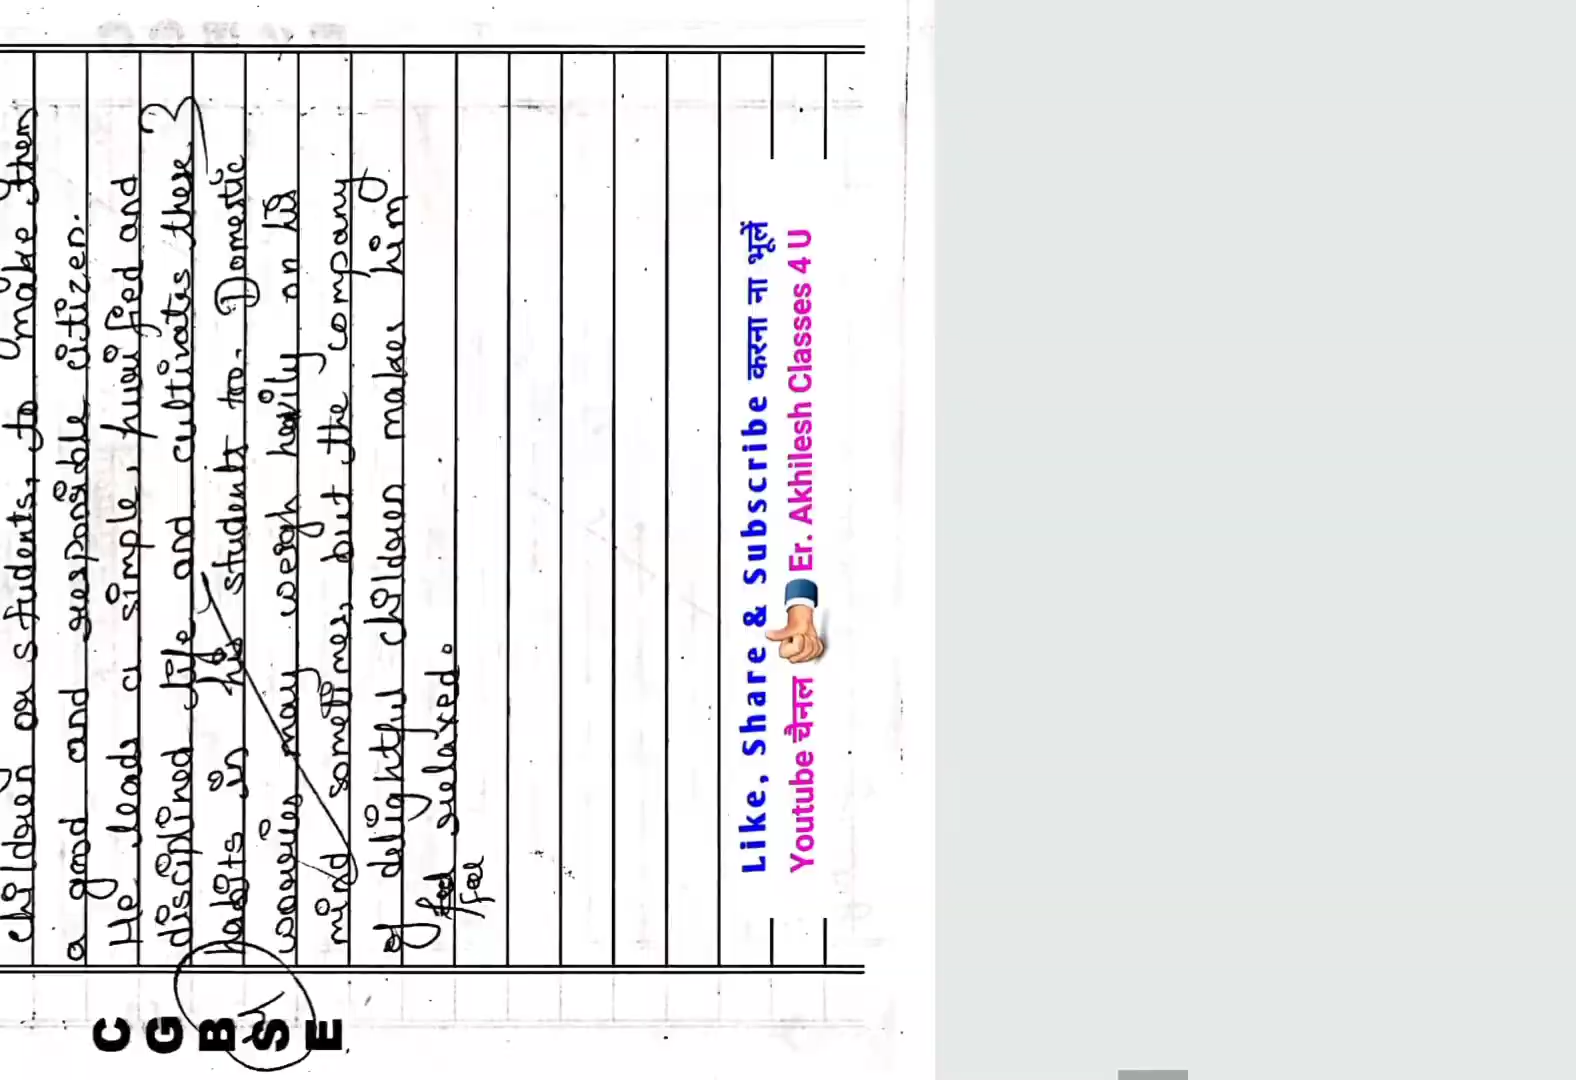 children or students, to make them
a good and responsible citizen.
He leads a simple, purified and
disciplined life and cultivates these
habits in his students too. Domestic
worries may weigh havily on his
mind sometimes, but the company
of delightful children makes him
feel relaxed.
feel
CGBSE
Like, Share & Subscribe करना ना भूलें
Youtube चैनल Er. Akhilesh Classes 4 U